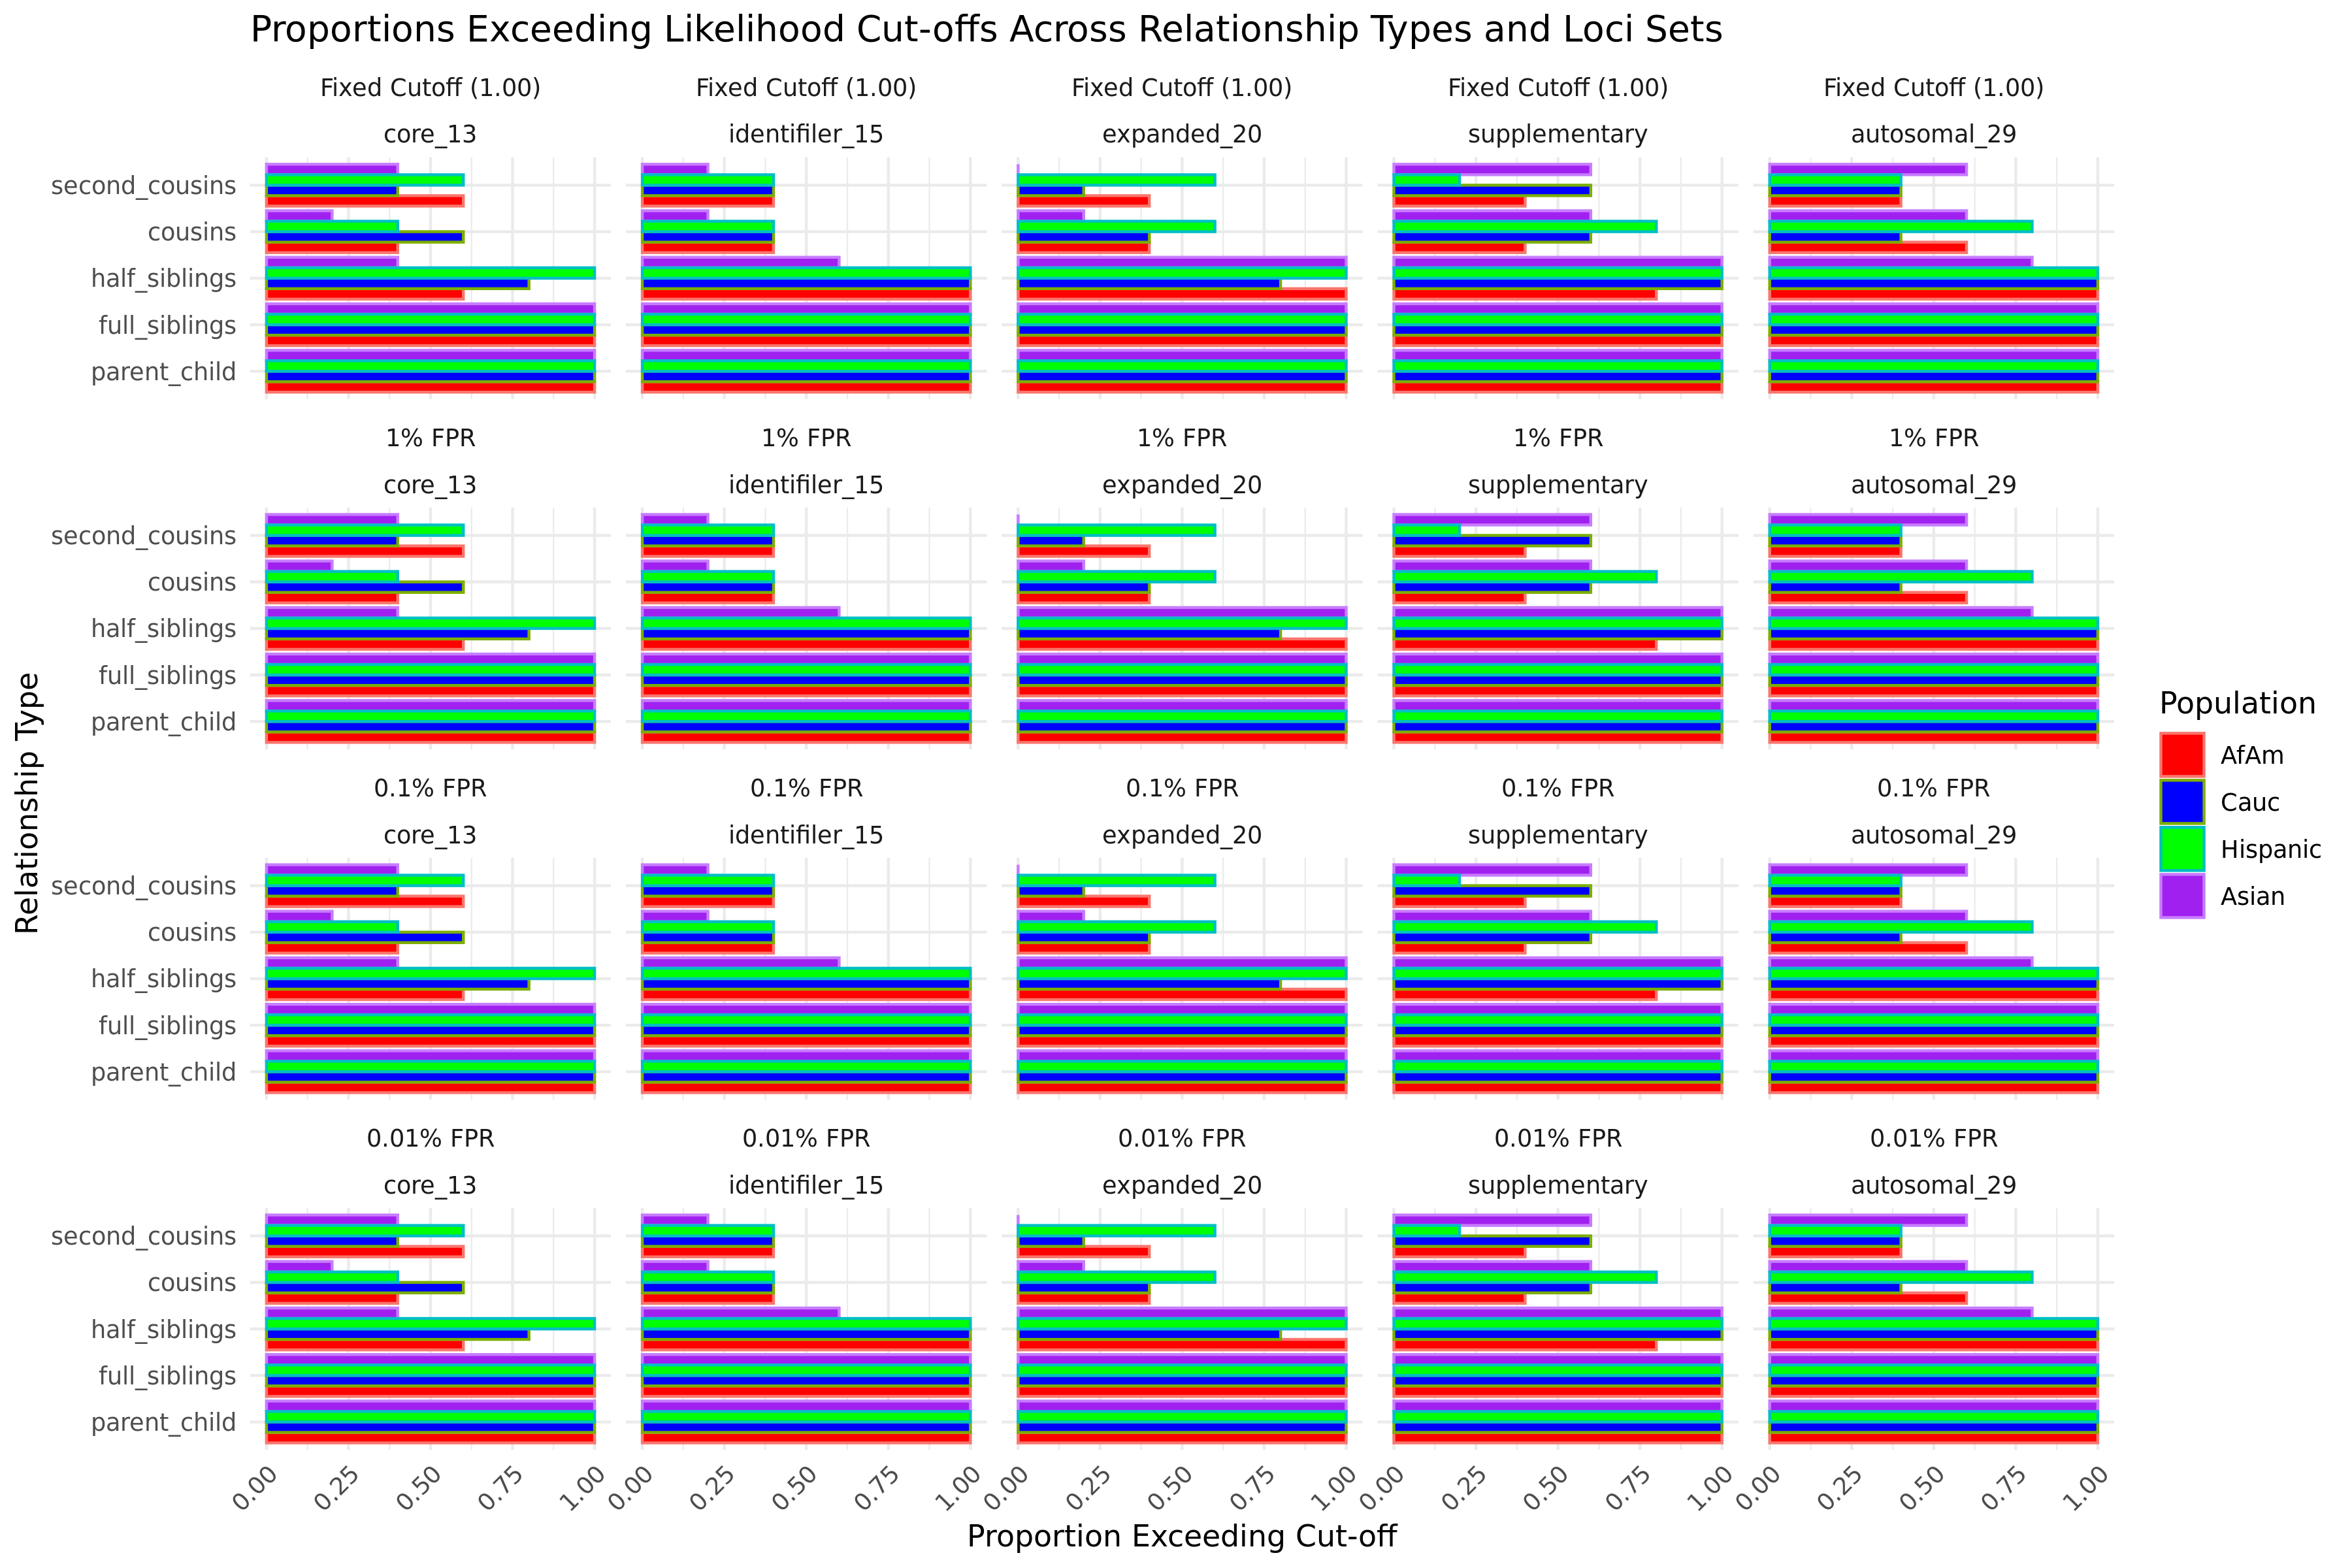 Proportions Exceeding Likelihood Cut-offs Across Relationship Types and Loci Sets
Fixed Cutoff (1.00) Fixed Cutoff (1.00) Fixed Cutoff (1.00) Fixed Cutoff (1.00) Fixed Cutoff (1.00)
core_13 identifiler_15 expanded_20 supplementary autosomal_29
second_cousins
cousins
half_siblings
full_siblings
parent_child
1% FPR 1% FPR 1% FPR 1% FPR 1% FPR
core_13 identifiler_15 expanded_20 supplementary autosomal_29
second_cousins
cousins
half_siblings
full_siblings
parent_child
0.1% FPR 0.1% FPR 0.1% FPR 0.1% FPR 0.1% FPR
core_13 identifiler_15 expanded_20 supplementary autosomal_29
second_cousins
cousins
half_siblings
full_siblings
parent_child
0.01% FPR 0.01% FPR 0.01% FPR 0.01% FPR 0.01% FPR
core_13 identifiler_15 expanded_20 supplementary autosomal_29
second_cousins
cousins
half_siblings
full_siblings
parent_child
0.00 0.25 0.50 0.75 1.00 0.00 0.25 0.50 0.75 1.00 0.00 0.25 0.50 0.75 1.00 0.00 0.25 0.50 0.75 1.00 0.00 0.25 0.50 0.75 1.00
Proportion Exceeding Cut-off
Relationship Type
Population
AfAm
Cauc
Hispanic
Asian